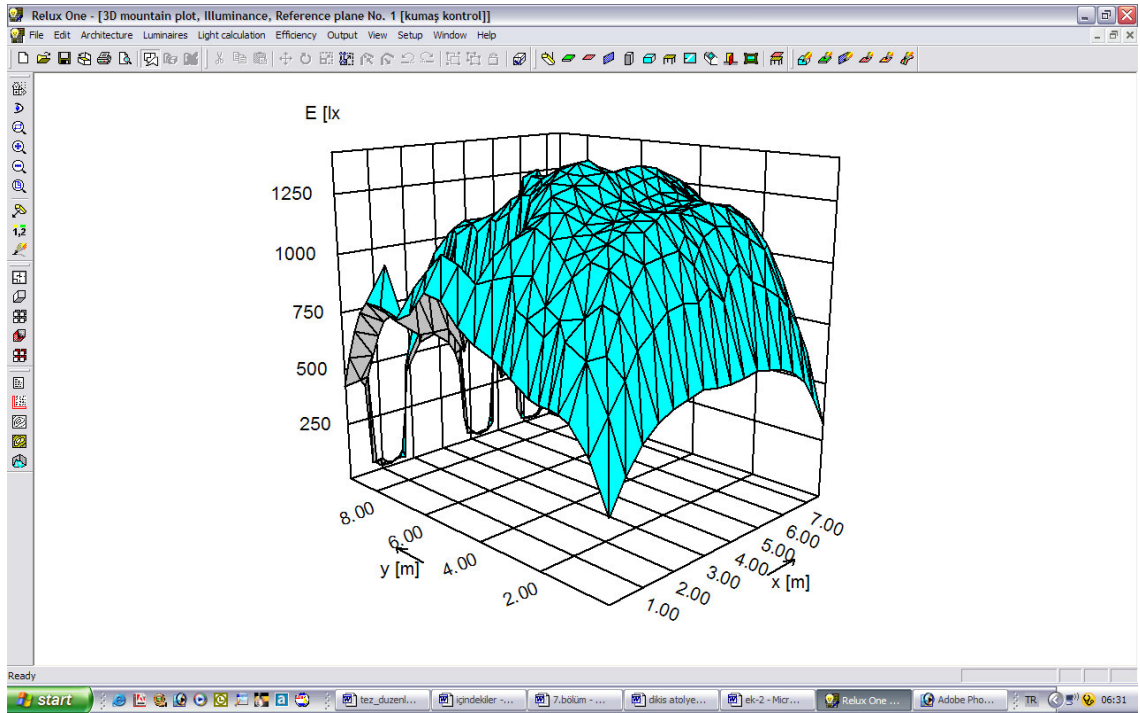 Relux One - [3D mountain plot, Illuminance, Reference plane No. 1 [kumaş kontrol]]
File Edit Architecture Luminaires Light calculation Efficiency Output View Setup Window Help
1,2
E [lx
1250
1000
750
500
250
8.00
6.00
4.00
2.00
y [m]
7.00
6.00
5.00
4.00
3.00
2.00
1.00
x [m]
Ready
start
tez_duzenl... içindekiler -... 7.bölüm - ... dikis atolye... ek-2 - Micr... Relux One ... Adobe Pho... TR 06:31